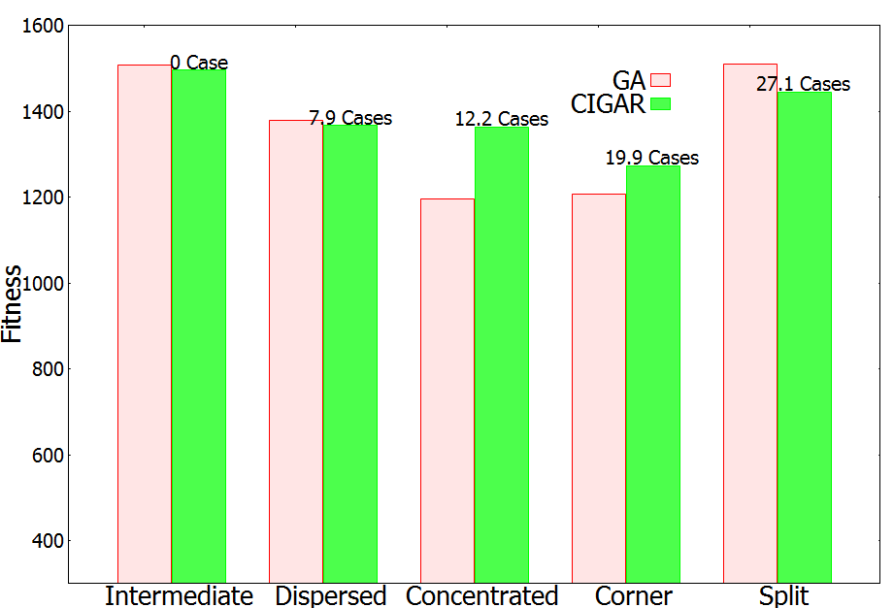 1600
1400
1200
1000
800
600
400
Fitness
0 Case
7.9 Cases
12.2 Cases
19.9 Cases
27.1 Cases
GA
CIGAR
Intermediate Dispersed Concentrated Corner Split